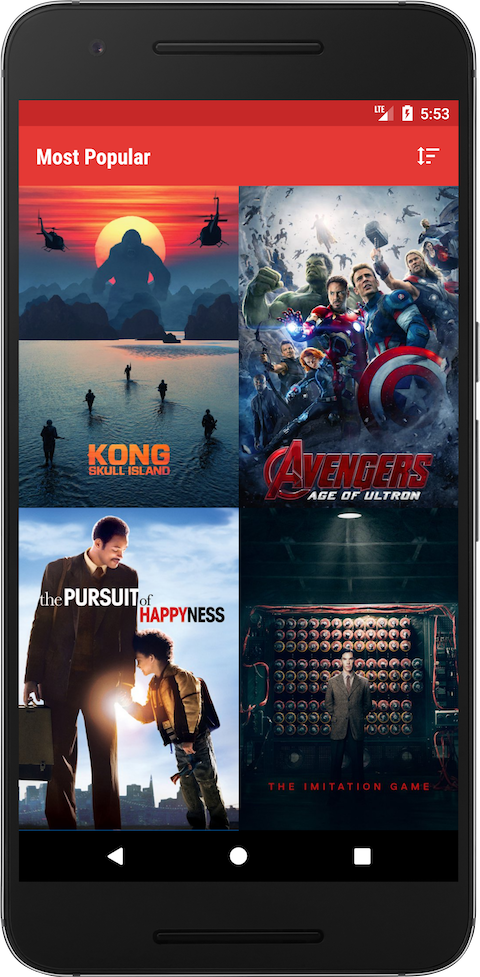 LTE 5:53
Most Popular
KONG
SKULL ISLAND
AVENGERS
AGE OF ULTRON
the PURSUIT of
HAPPYNESS
THE IMITATION GAME